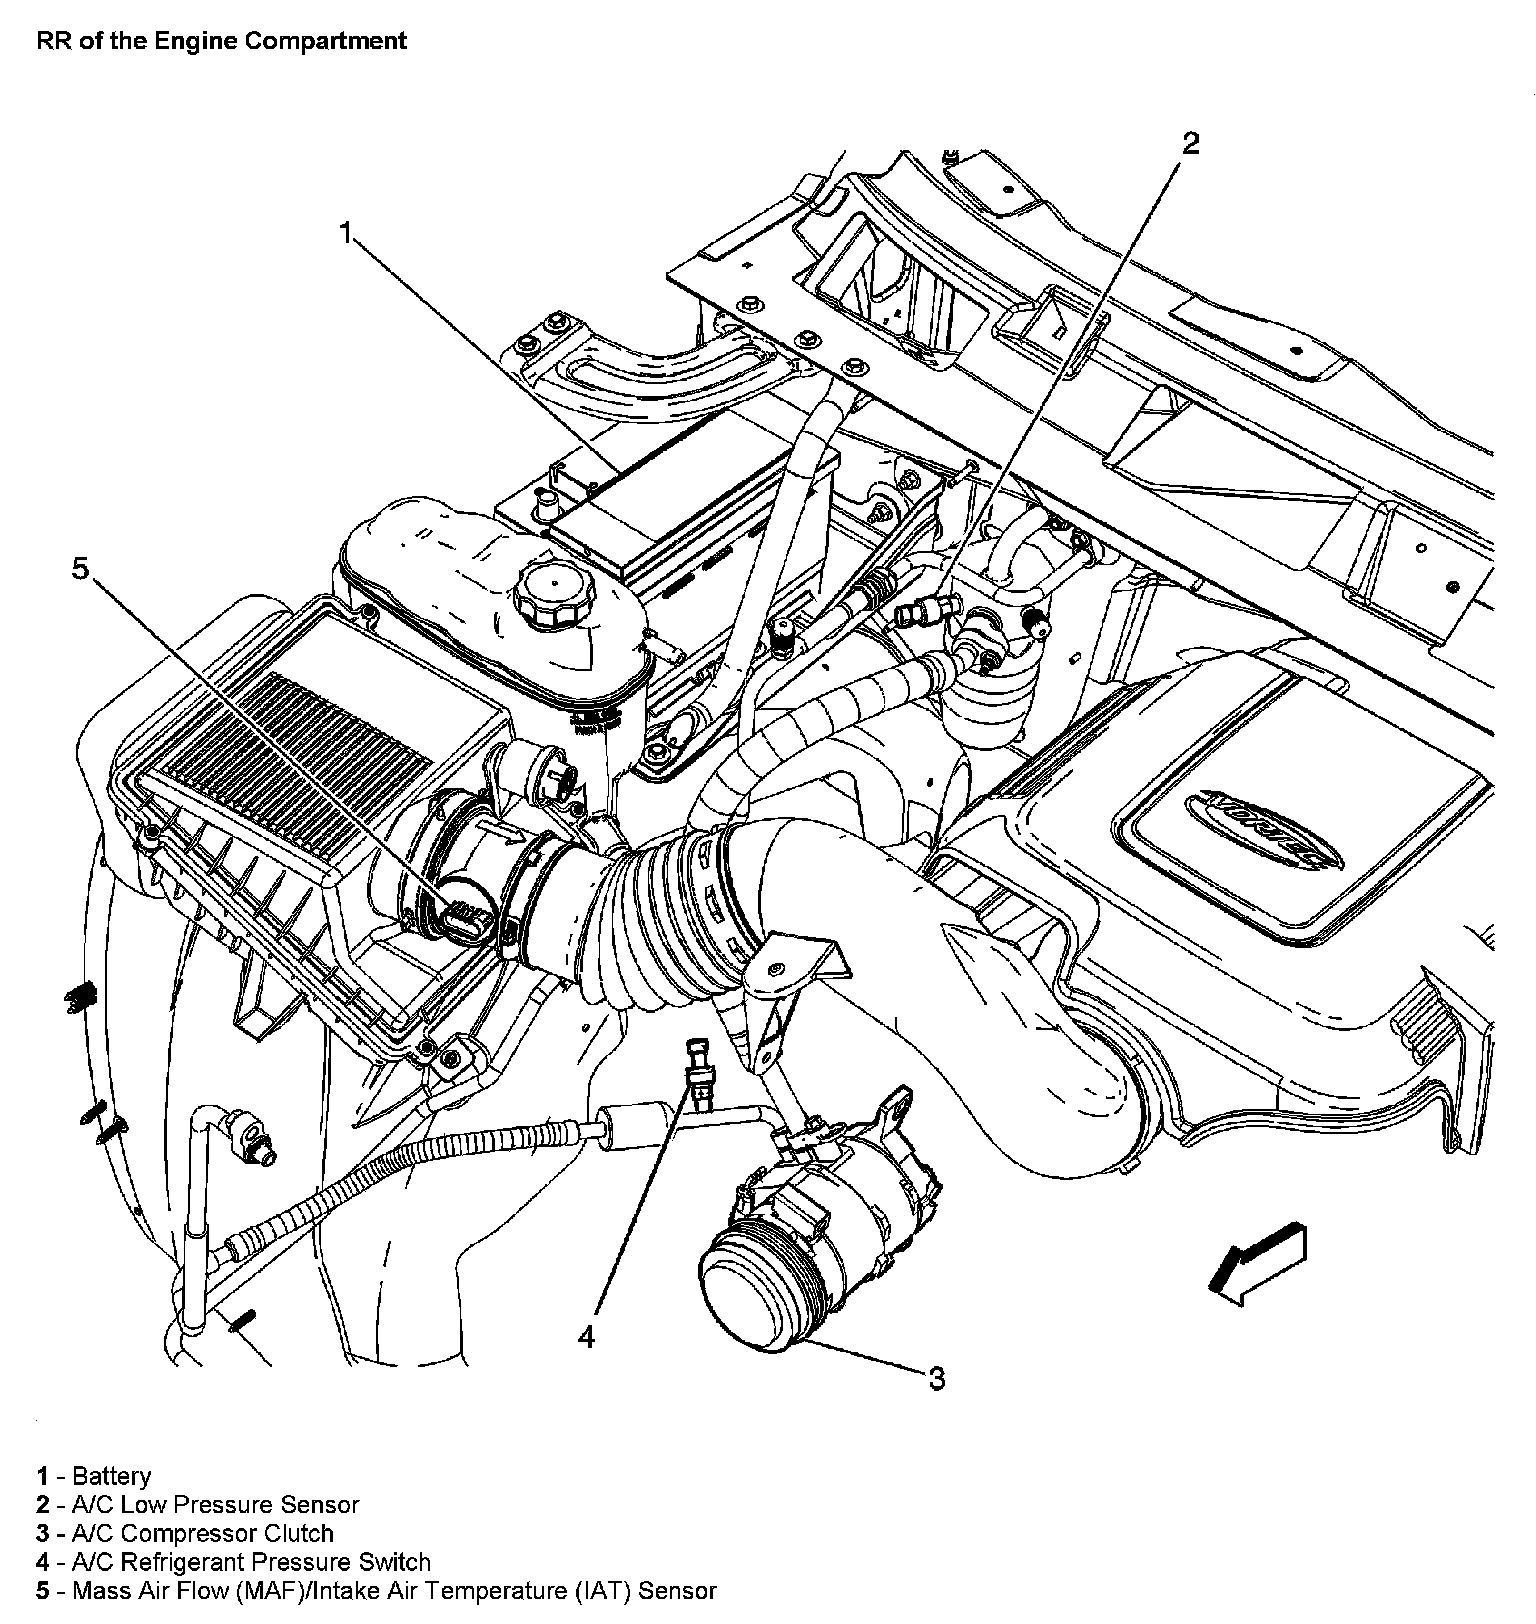 RR of the Engine Compartment
2
1
5
VORTEC
4
3
1 - Battery
2 - A/C Low Pressure Sensor
3 - A/C Compressor Clutch
4 - A/C Refrigerant Pressure Switch
5 - Mass Air Flow (MAF)/Intake Air Temperature (IAT) Sensor